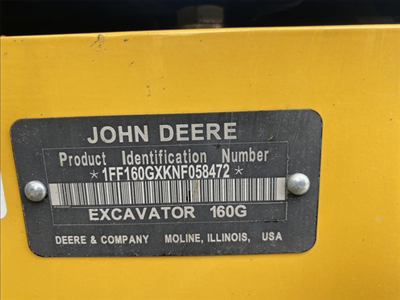 JOHN DEERE
Product Identification Number
*1FF160GXKNF058472*
EXCAVATOR 160G
DEERE & COMPANY MOLINE, ILLINOIS, USA